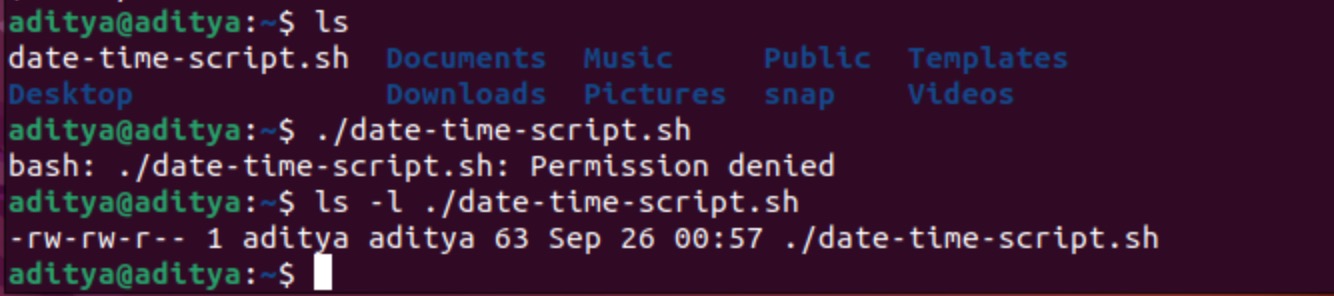 aditya@aditya:~$ ls
date-time-script.sh  Documents  Music     Public  Templates
Desktop              Downloads  Pictures  snap    Videos
aditya@aditya:~$ ./date-time-script.sh
bash: ./date-time-script.sh: Permission denied
aditya@aditya:~$ ls -l ./date-time-script.sh
-rw-rw-r-- 1 aditya aditya 63 Sep 26 00:57 ./date-time-script.sh
aditya@aditya:~$